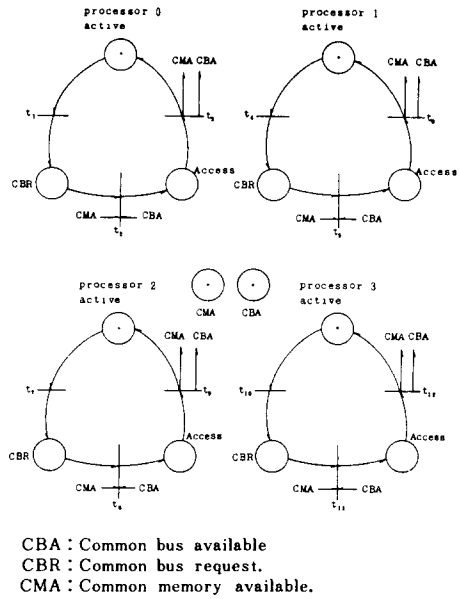 processor 0
active
processor 1
active
CMA CBA
CMA CBA
t₁
t₃
t₄
t₆
CBR
Access
CBR
Access
CMA CBA
t₂
CMA CBA
t₅
processor 2
active
CMA
CBA
processor 3
active
CMA CBA
CMA CBA
t₇
t₉
t₁₀
t₁₂
CBR
Access
CBR
Access
CMA CBA
CMA CBA
t₁₁
CBA : Common bus available
CBR : Common bus request.
CMA : Common memory available.